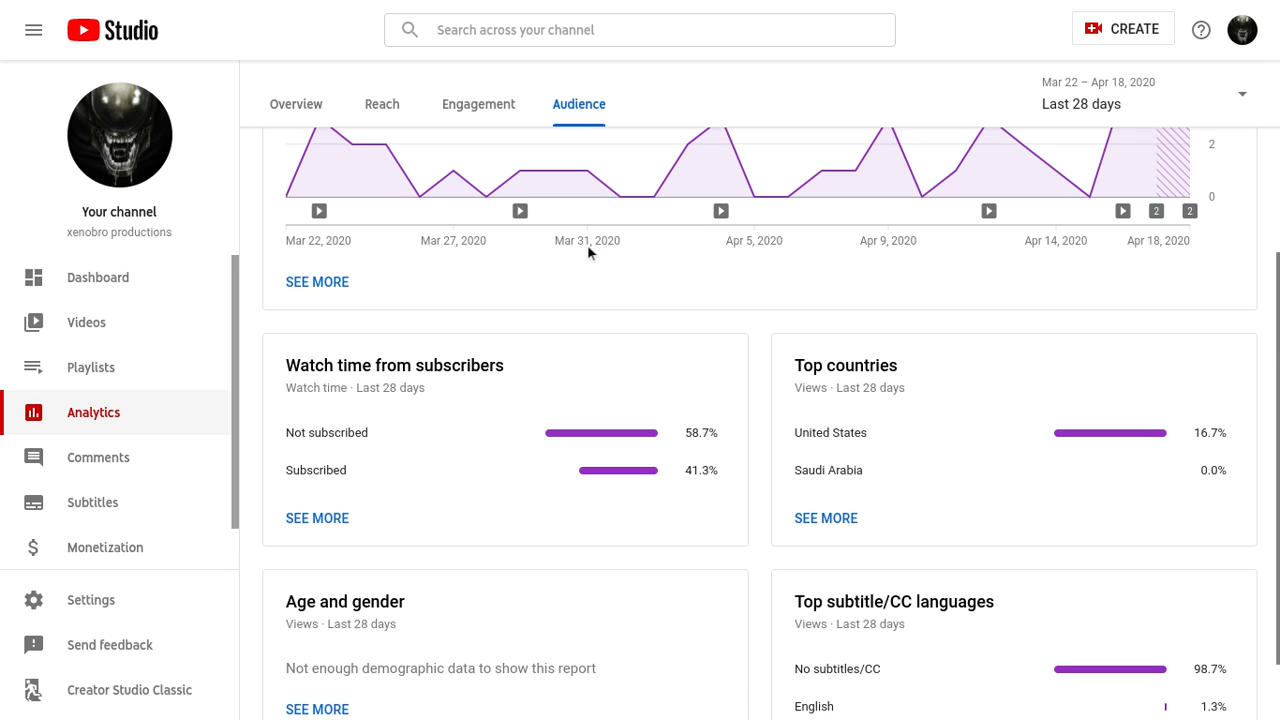 Studio
Search across your channel
CREATE
Your channel
xenobro productions
Dashboard
Videos
Playlists
Analytics
Comments
Subtitles
Monetization
Settings
Send feedback
Creator Studio Classic
Overview
Reach
Engagement
Audience
Mar 22 – Apr 18, 2020
Last 28 days
2
0
2
2
Mar 22, 2020
Mar 27, 2020
Mar 31, 2020
Apr 5, 2020
Apr 9, 2020
Apr 14, 2020
Apr 18, 2020
SEE MORE
Watch time from subscribers
Watch time · Last 28 days
Not subscribed 58.7%
Subscribed 41.3%
SEE MORE
Top countries
Views · Last 28 days
United States 16.7%
Saudi Arabia 0.0%
SEE MORE
Age and gender
Views · Last 28 days
Not enough demographic data to show this report
SEE MORE
Top subtitle/CC languages
Views · Last 28 days
No subtitles/CC 98.7%
English 1.3%